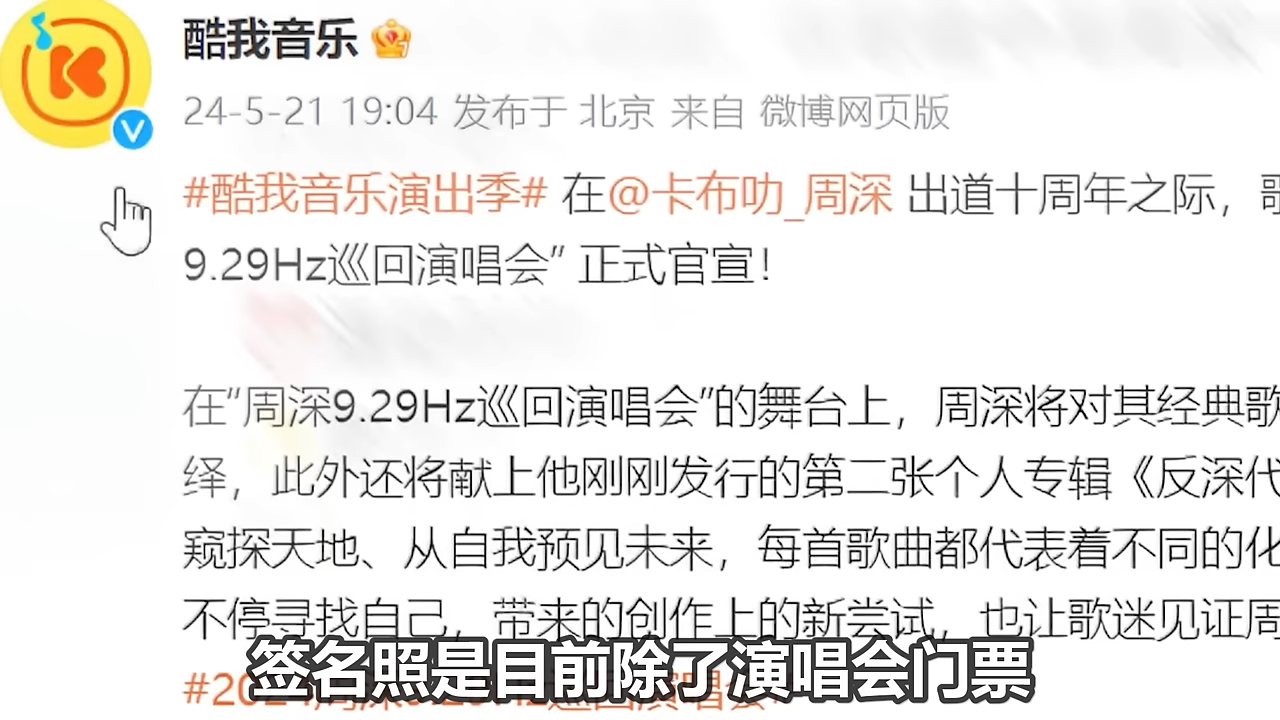 酷我音乐
24-5-21 19:04 发布于 北京 来自 微博网页版
#酷我音乐演出季# 在@卡布叻_周深 出道十周年之际，
9.29Hz巡回演唱会” 正式官宣！
在“周深9.29Hz巡回演唱会”的舞台上，周深将对其经典歌
绎，此外还将献上他刚刚发行的第二张个人专辑《反深代
窥探天地、从自我预见未来，每首歌曲都代表着不同的化
不停寻找自己，带来的创作上的新尝试，也让歌迷见证周
签名照是目前除了演唱会门票